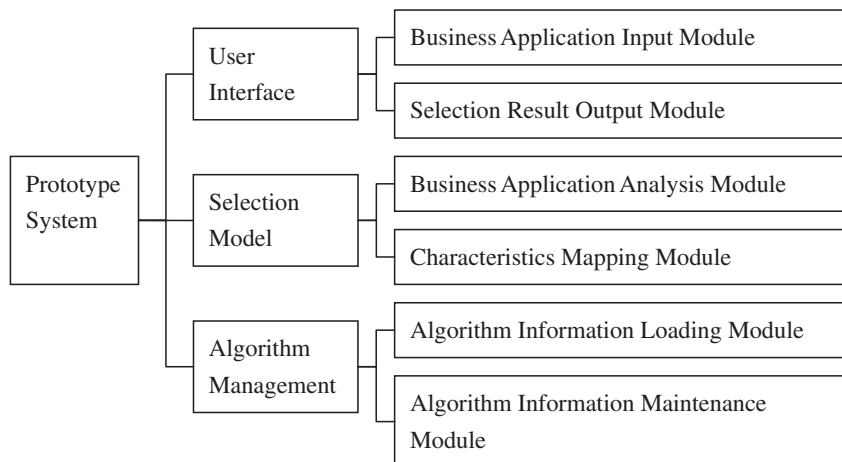 Prototype
System
User
Interface
Business Application Input Module
Selection Result Output Module
Selection
Model
Business Application Analysis Module
Characteristics Mapping Module
Algorithm
Management
Algorithm Information Loading Module
Algorithm Information Maintenance
Module